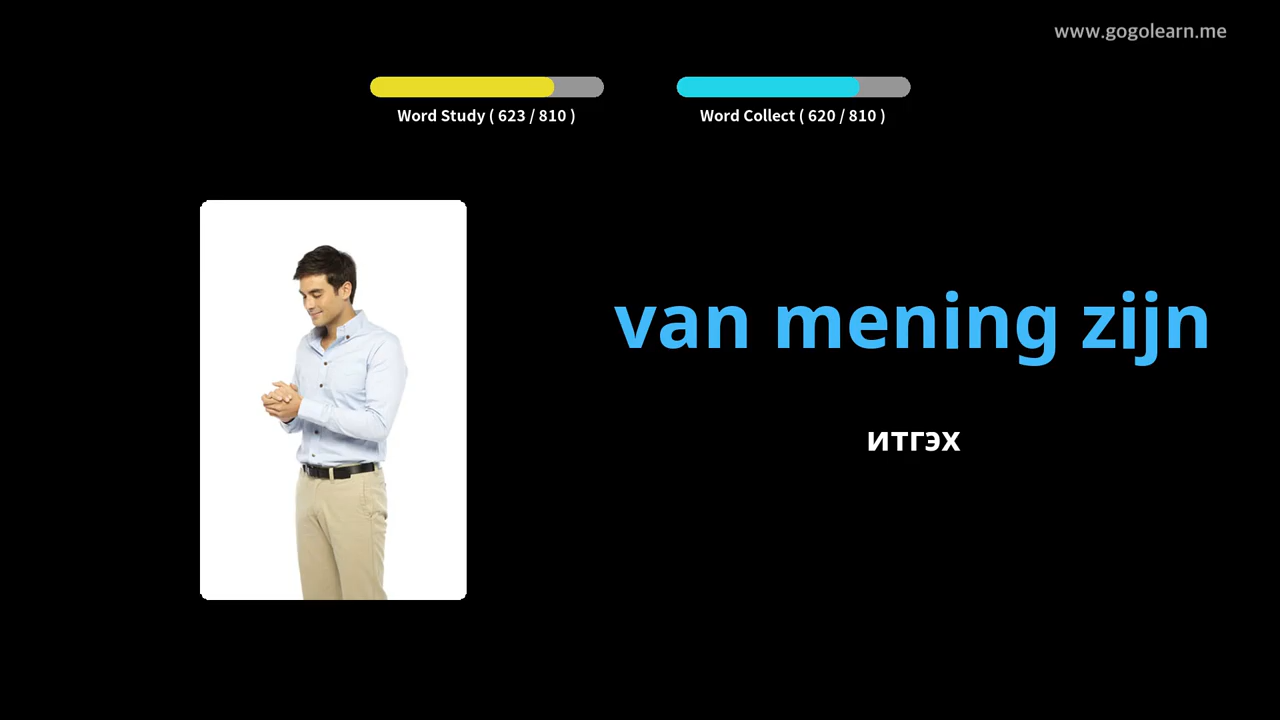 www.gogolearn.me
Word Study ( 623 / 810 )
Word Collect ( 620 / 810 )
van mening zijn
итгэх